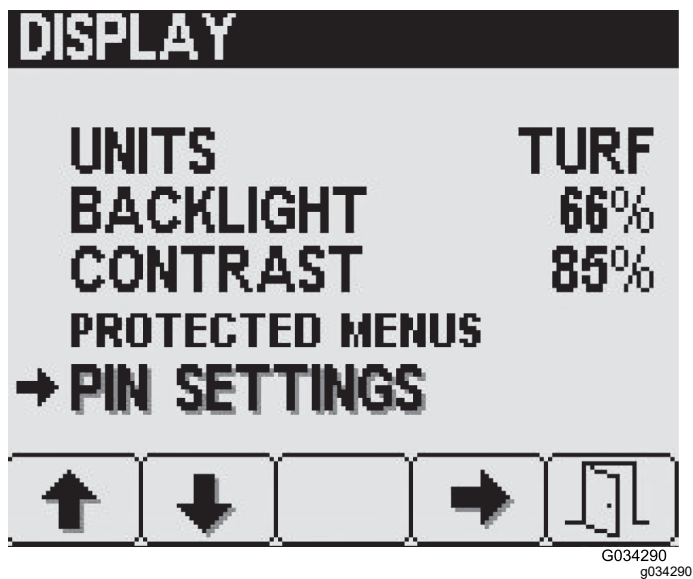 DISPLAY
UNITS TURF
BACKLIGHT 66%
CONTRAST 85%
PROTECTED MENUS
PIN SETTINGS
G034290
g034290